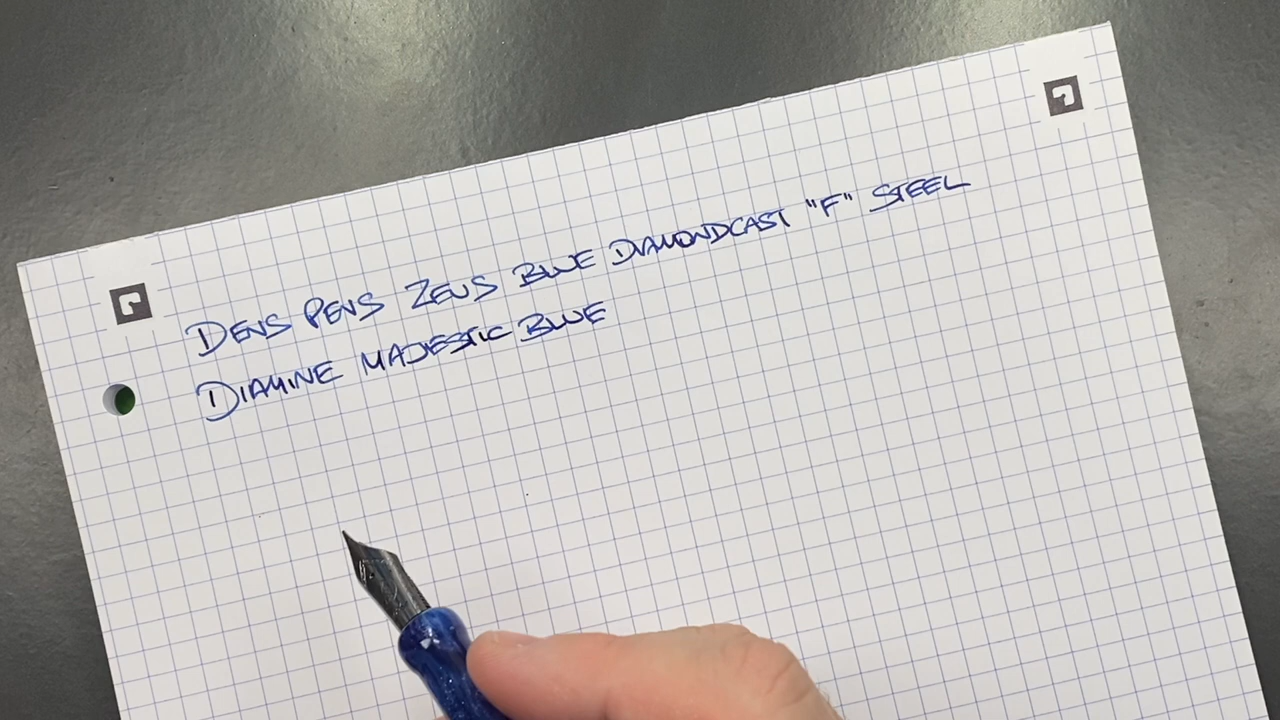 DENS PENS ZEUS BLUE DIAMONDCAST "F" STEEL
DIAMINE MAJESTIC BLUE